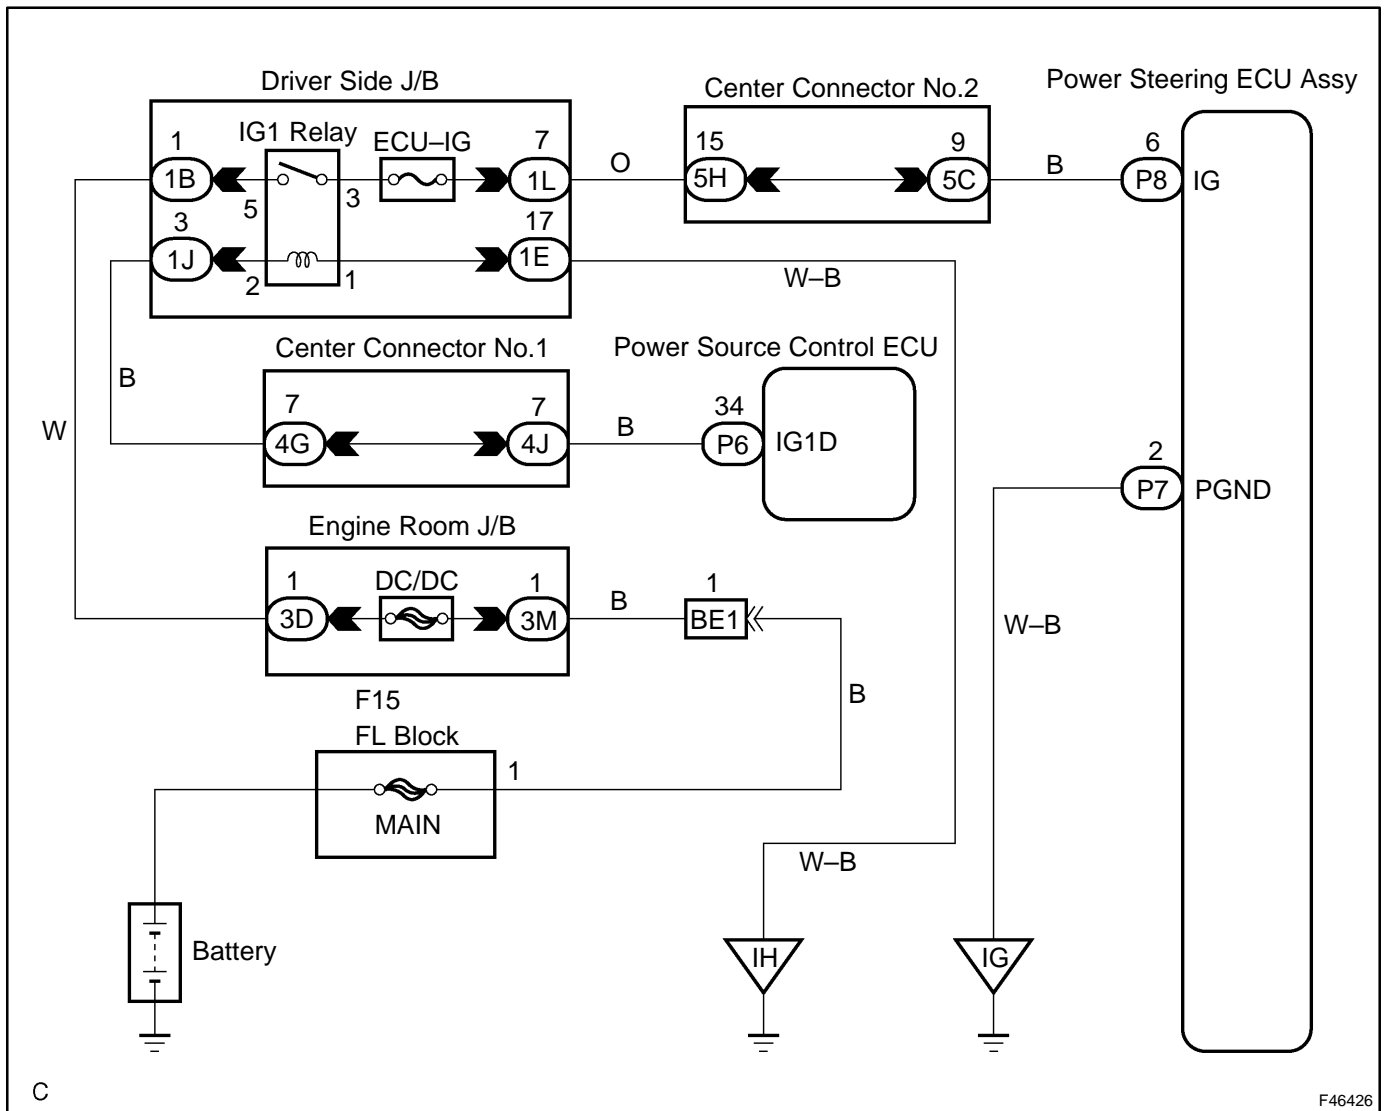 Driver Side J/B
Center Connector No.2
Power Steering ECU Assy
IG1 Relay
ECU–IG
1
7
15
9
6
1B
1L
O
5H
5C
B
P8
IG
5
3
3
17
1J
1E
2
1
W–B
Center Connector No.1
Power Source Control ECU
B
7
7
34
W
4G
4J
B
P6
IG1D
2
P7
PGND
Engine Room J/B
1
DC/DC
1
B
1
3D
3M
BE1
W–B
F15
B
FL Block
1
MAIN
W–B
Battery
IH
IG
C
F46426